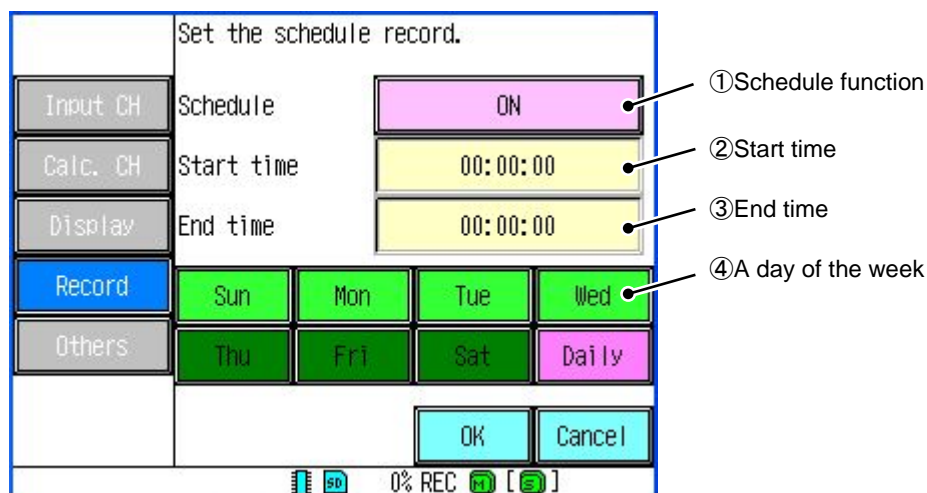 Set the schedule record.
Input CH
Schedule
ON
①Schedule function
Calc. CH
Start time
00:00:00
②Start time
Display
End time
00:00:00
③End time
Record
Sun
Mon
Tue
Wed
④A day of the week
Others
Thu
Fri
Sat
Daily
OK
Cancel
SD
0% REC M [S]